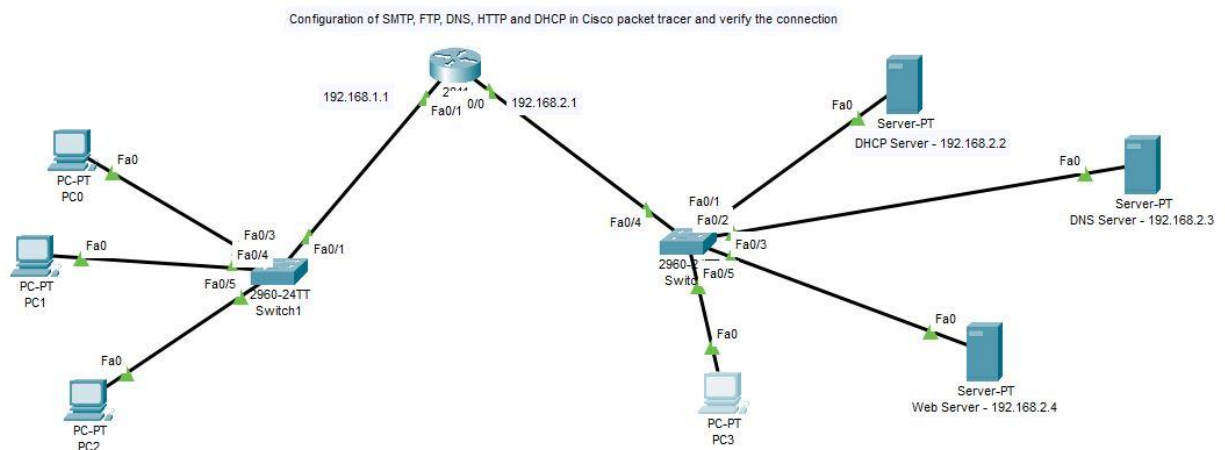 Configuration of SMTP, FTP, DNS, HTTP and DHCP in Cisco packet tracer and verify the connection
192.168.1.1
Fa0/1
0/0
192.168.2.1
Fa0
Server-PT
DHCP Server - 192.168.2.2
Fa0
Server-PT
DNS Server - 192.168.2.3
Fa0
PC-PT
PC0
Fa0/3
Fa0/4
Fa0/5
Fa0/1
2960-24TT
Switch1
Fa0
PC-PT
PC1
Fa0
PC-PT
PC2
Fa0/4
Fa0/1
Fa0/2
Fa0/3
Fa0/5
2960-2
Switc
Fa0
PC-PT
PC3
Fa0
Server-PT
Web Server - 192.168.2.4